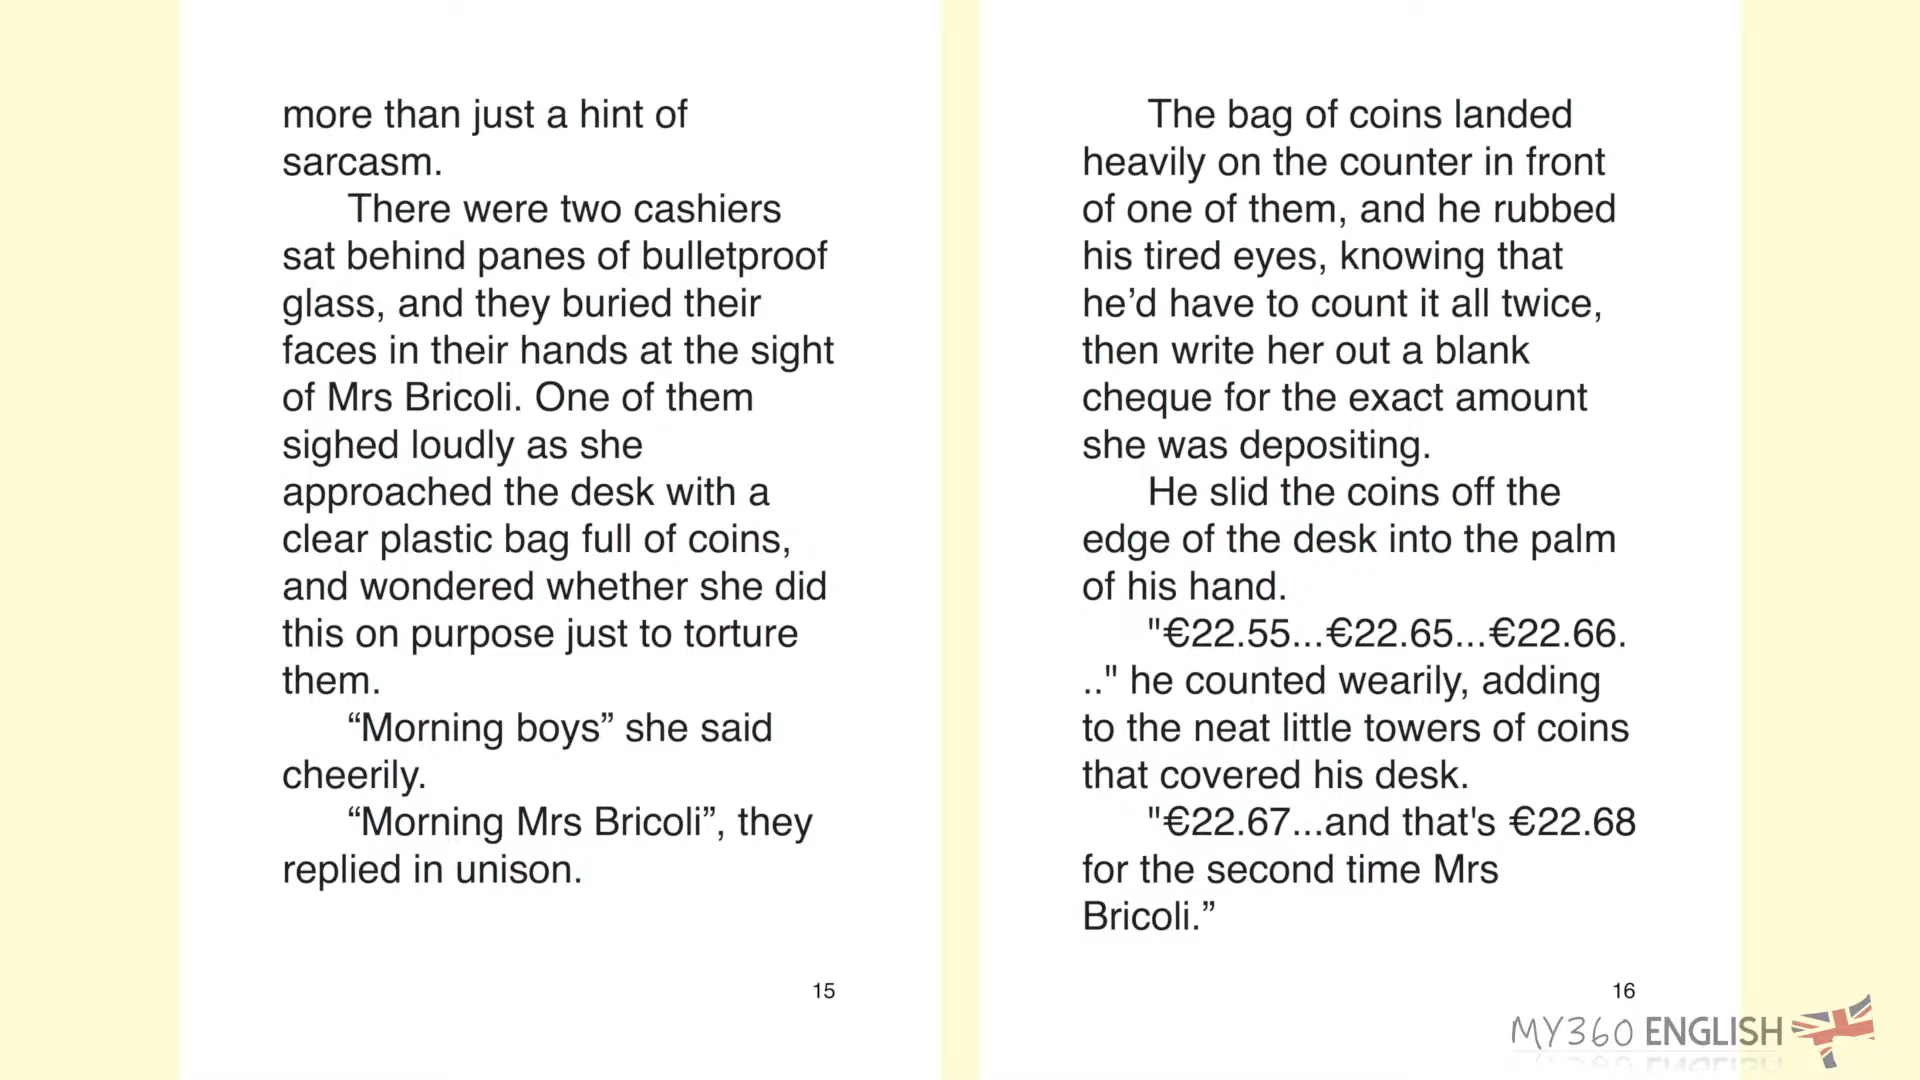 more than just a hint of
sarcasm.
There were two cashiers
sat behind panes of bulletproof
glass, and they buried their
faces in their hands at the sight
of Mrs Bricoli. One of them
sighed loudly as she
approached the desk with a
clear plastic bag full of coins,
and wondered whether she did
this on purpose just to torture
them.
“Morning boys” she said
cheerily.
“Morning Mrs Bricoli”, they
replied in unison.
15
The bag of coins landed
heavily on the counter in front
of one of them, and he rubbed
his tired eyes, knowing that
he’d have to count it all twice,
then write her out a blank
cheque for the exact amount
she was depositing.
He slid the coins off the
edge of the desk into the palm
of his hand.
"€22.55...€22.65...€22.66.
.." he counted wearily, adding
to the neat little towers of coins
that covered his desk.
"€22.67...and that's €22.68
for the second time Mrs
Bricoli.”
16
MY360 ENGLISH